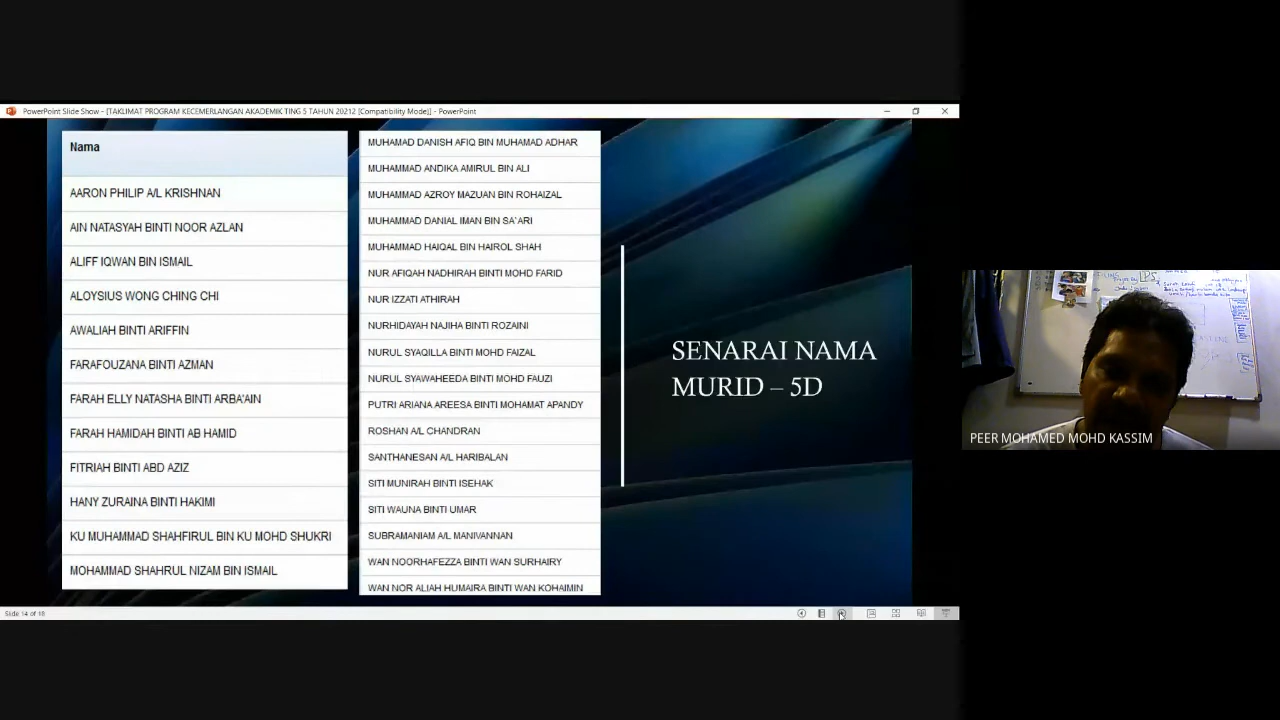 PowerPoint Slide Show - [TAKLIMAT PROGRAM KECEMERLANGAN AKADEMIK TING 5 TAHUN 20212 [Compatibility Mode]] - PowerPoint
Nama
AARON PHILIP A/L KRISHNAN
AIN NATASYAH BINTI NOOR AZLAN
ALIFF IQWAN BIN ISMAIL
ALOYSIUS WONG CHING CHI
AWALIAH BINTI ARIFFIN
FARAFOUZANA BINTI AZMAN
FARAH ELLY NATASHA BINTI ARBA'AIN
FARAH HAMIDAH BINTI AB HAMID
FITRIAH BINTI ABD AZIZ
HANY ZURAINA BINTI HAKIMI
KU MUHAMMAD SHAHFIRUL BIN KU MOHD SHUKRI
MOHAMMAD SHAHRUL NIZAM BIN ISMAIL
MUHAMAD DANISH AFIQ BIN MUHAMAD ADHAR
MUHAMMAD ANDIKA AMIRUL BIN ALI
MUHAMMAD AZROY MAZUAN BIN ROHAIZAL
MUHAMMAD DANIAL IMAN BIN SA'ARI
MUHAMMAD HAIQAL BIN HAIROL SHAH
NUR AFIQAH NADHIRAH BINTI MOHD FARID
NUR IZZATI ATHIRAH
NURHIDAYAH NAJIHA BINTI ROZAINI
NURUL SYAQILLA BINTI MOHD FAIZAL
NURUL SYAWAHEEDA BINTI MOHD FAUZI
PUTRI ARIANA AREESA BINTI MOHAMAT APANDY
ROSHAN A/L CHANDRAN
SANTHANESAN A/L HARIBALAN
SITI MUNIRAH BINTI ISEHAK
SITI WAUNA BINTI UMAR
SUBRAMANIAM A/L MANIVANNAN
WAN NOORHAFEZZA BINTI WAN SURHAIRY
WAN NOR ALIAH HUMAIRA BINTI WAN KOHAIMIN
SENARAI NAMA
MURID – 5D
PEER MOHAMED MOHD KASSIM
Slide 14 of 18